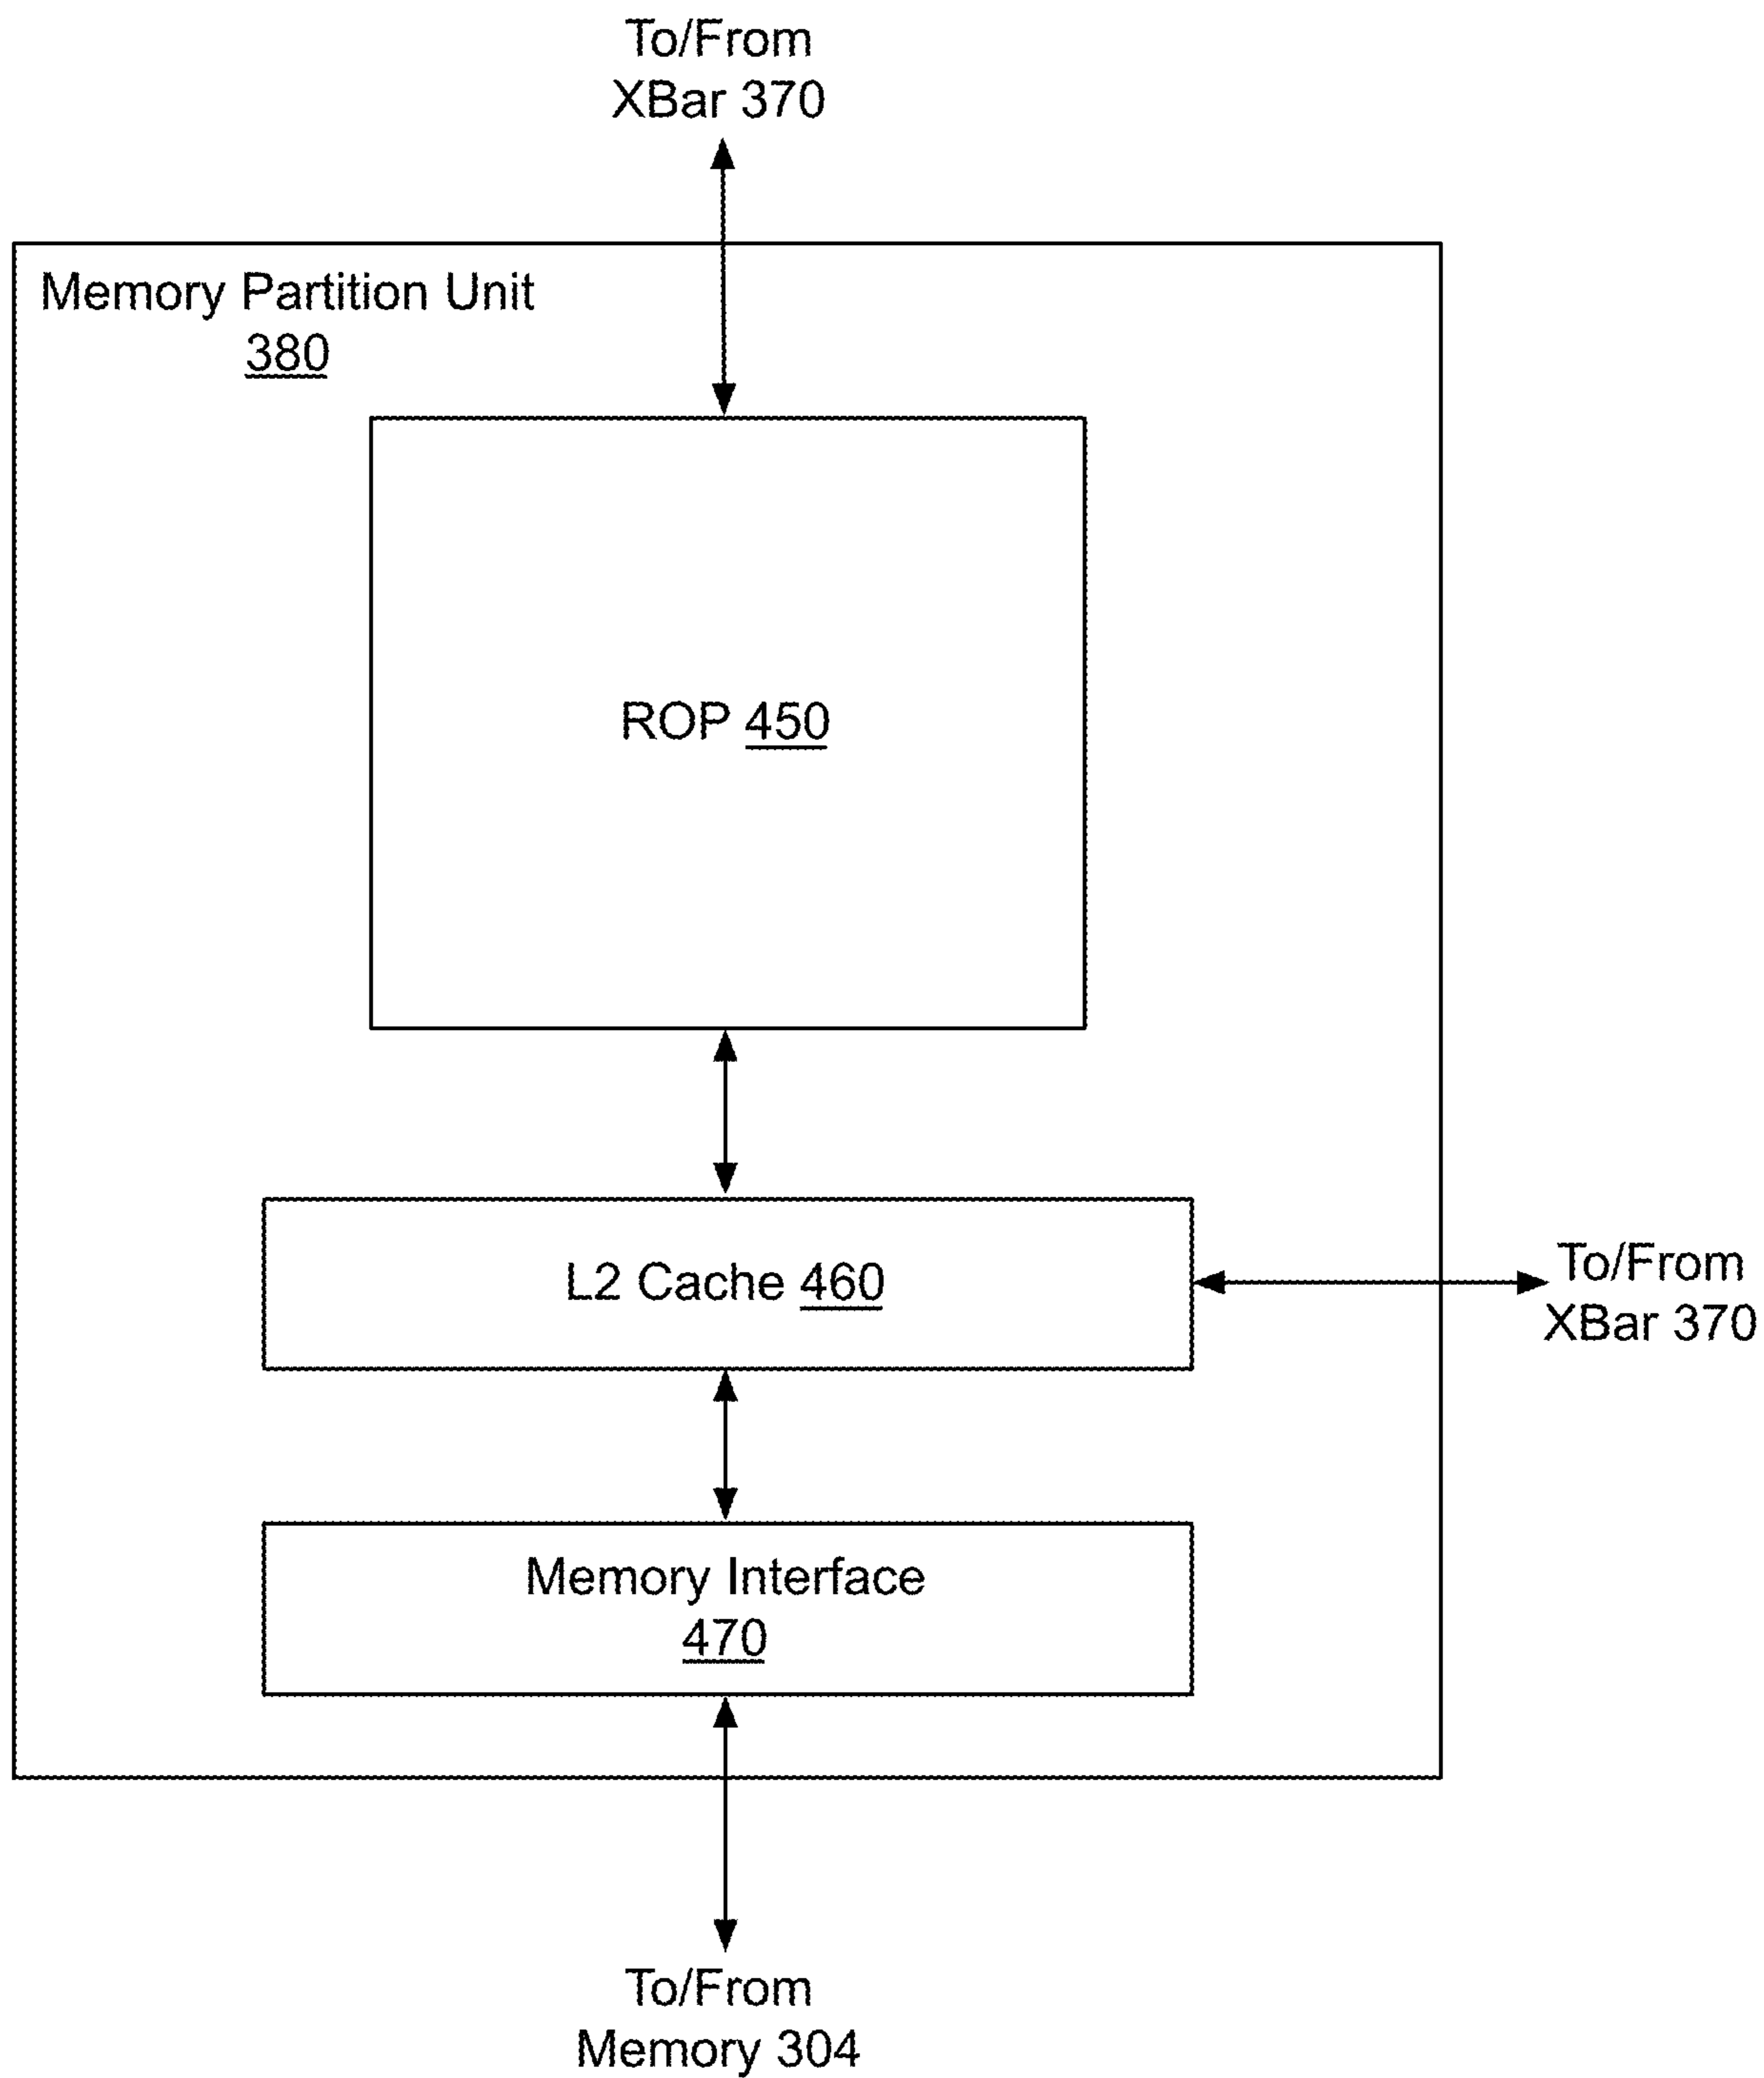 To/From
XBar 370
Memory Partition Unit
380
ROP 450
L2 Cache 460
To/From
XBar 370
Memory Interface
470
To/From
Memory 304